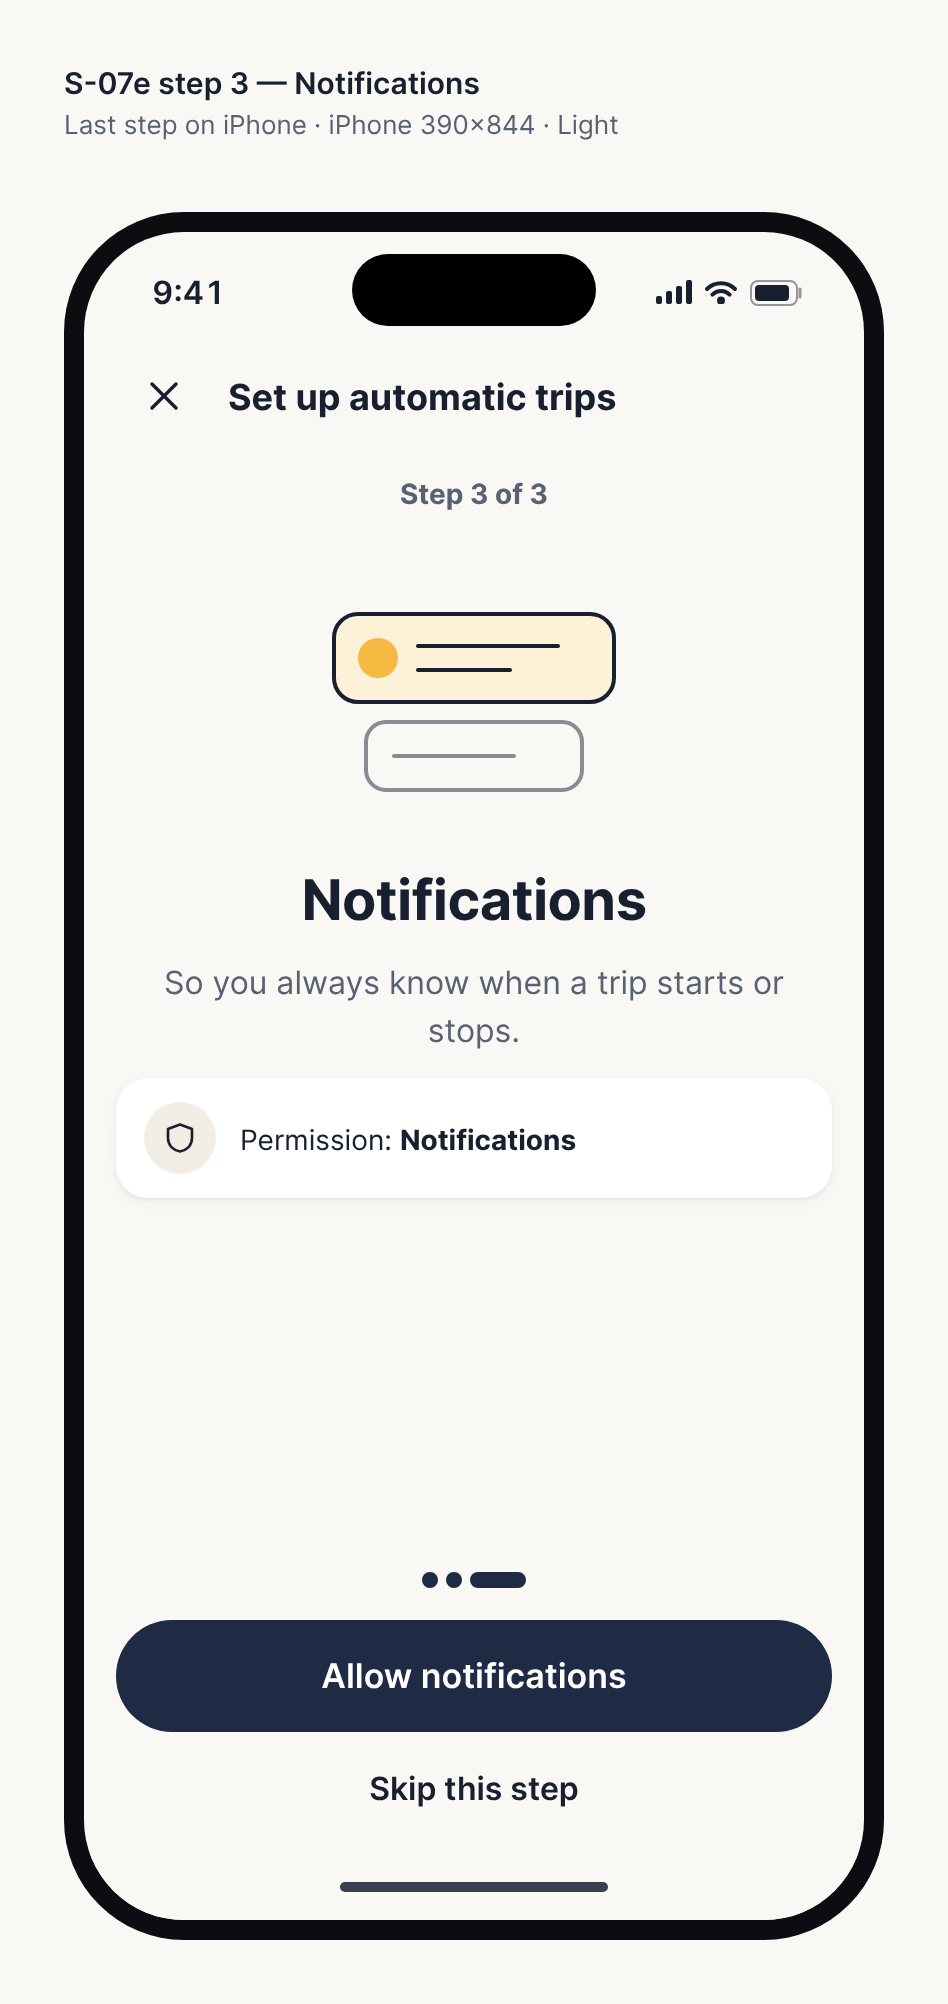 S-07e step 3 — Notifications
Last step on iPhone · iPhone 390×844 · Light
9:41
Set up automatic trips
Step 3 of 3
Notifications
So you always know when a trip starts or
stops.
Permission: Notifications
Allow notifications
Skip this step